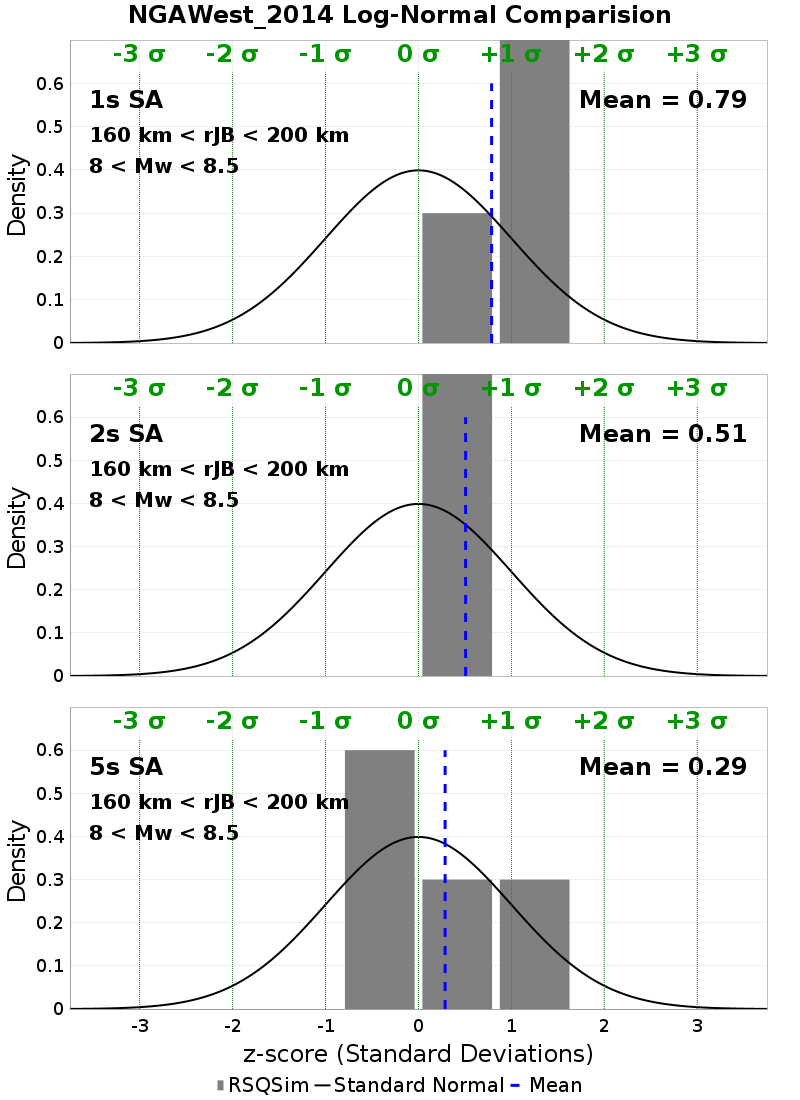 NGAWest_2014 Log-Normal Comparision
-3 σ -2 σ -1 σ 0 σ +1 σ +2 σ +3 σ
1s SA Mean = 0.79
160 km < rJB < 200 km
8 < Mw < 8.5
Density
0.6
0.5
0.4
0.3
0.2
0.1
0
-3 σ -2 σ -1 σ 0 σ +1 σ +2 σ +3 σ
2s SA Mean = 0.51
160 km < rJB < 200 km
8 < Mw < 8.5
Density
0.6
0.5
0.4
0.3
0.2
0.1
0
-3 σ -2 σ -1 σ 0 σ +1 σ +2 σ +3 σ
5s SA Mean = 0.29
160 km < rJB < 200 km
8 < Mw < 8.5
Density
0.6
0.5
0.4
0.3
0.2
0.1
0
-3 -2 -1 0 1 2 3
z-score (Standard Deviations)
RSQSim Standard Normal Mean